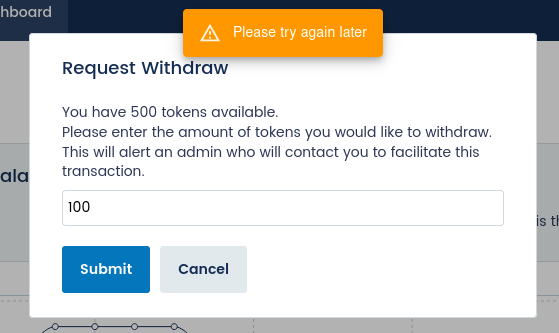 hboard
Please try again later
Request Withdraw
You have 500 tokens available.
Please enter the amount of tokens you would like to withdraw.
This will alert an admin who will contact you to facilitate this
transaction.
ala
100
is th
Submit
Cancel